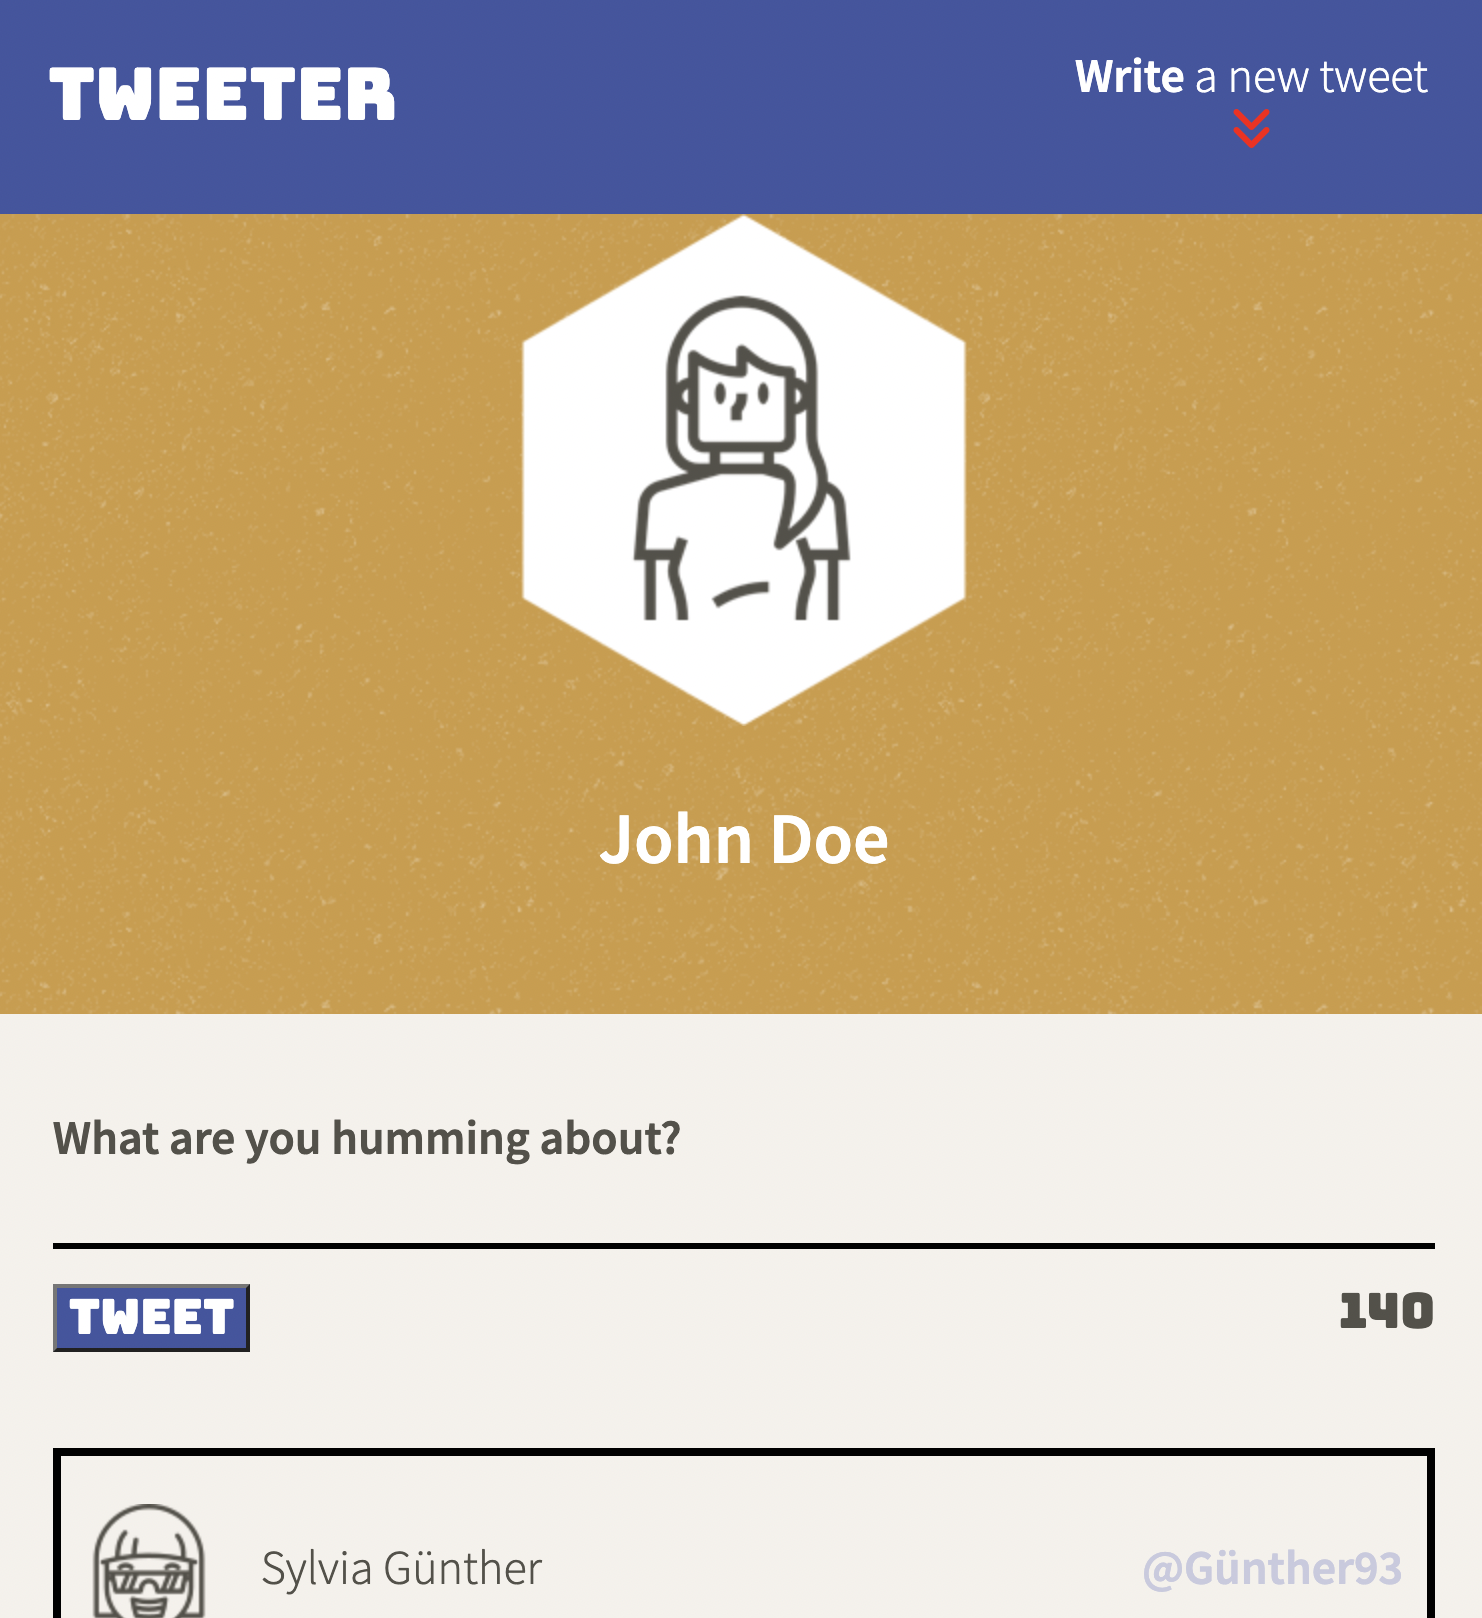 TWEETER
Write a new tweet
John Doe
What are you humming about?
TWEET
140
Sylvia Günther
@Günther93